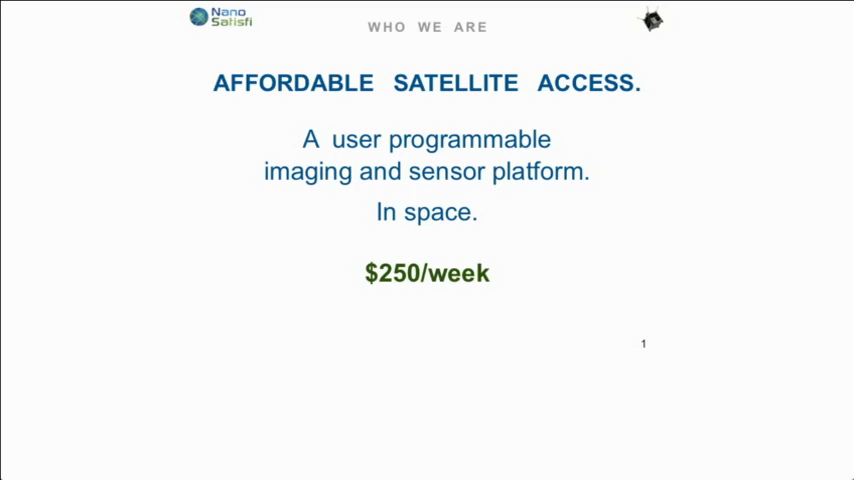 Nano
Satisfi
WHO WE ARE
AFFORDABLE SATELLITE ACCESS.
A user programmable
imaging and sensor platform.
In space.
$250/week
1